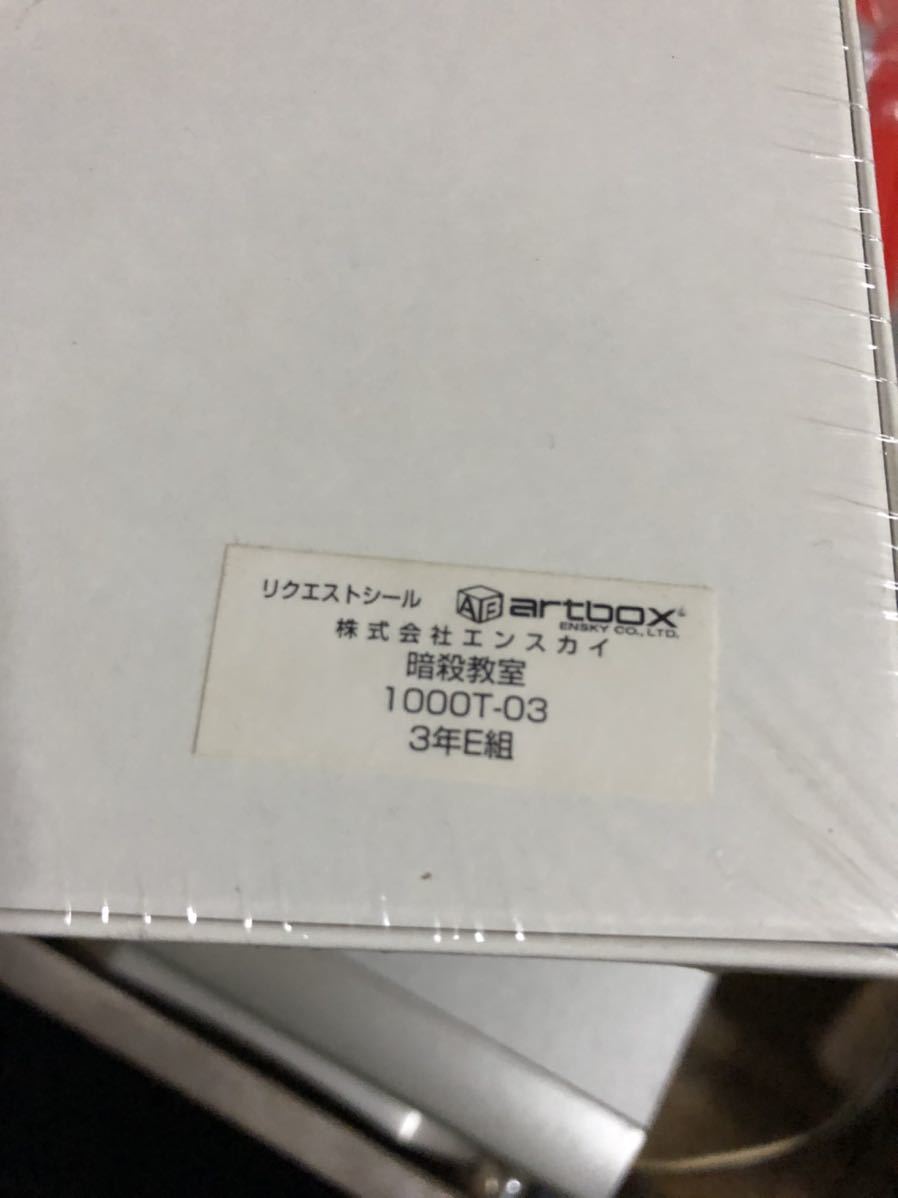 リクエストシール ATB artbox
ENSKY CO., LTD.
株式会社エンスカイ
暗殺教室
1000T-03
3年E組